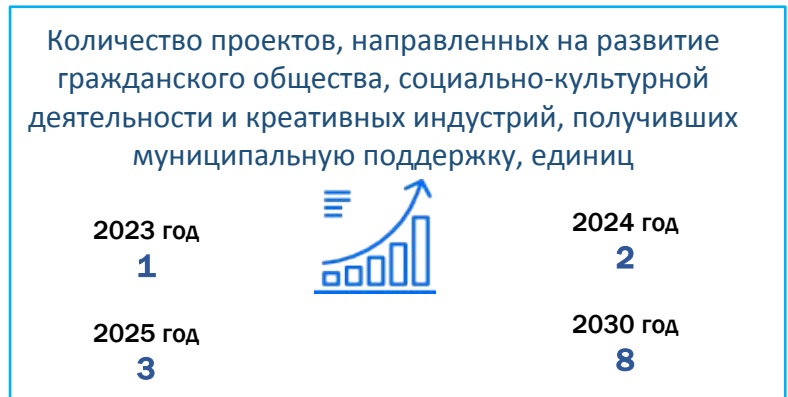 Количество проектов, направленных на развитие
гражданского общества, социально-культурной
деятельности и креативных индустрий, получивших
муниципальную поддержку, единиц
2023 год
1
2024 год
2
2025 год
3
2030 год
8